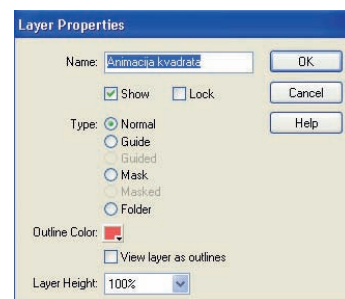 Layer Properties
Name: Animacija kvadrata
OK
Show Lock
Cancel
Type: Normal
Help
Guide
Guided
Mask
Masked
Folder
Outline Color:
View layer as outlines
Layer Height: 100%